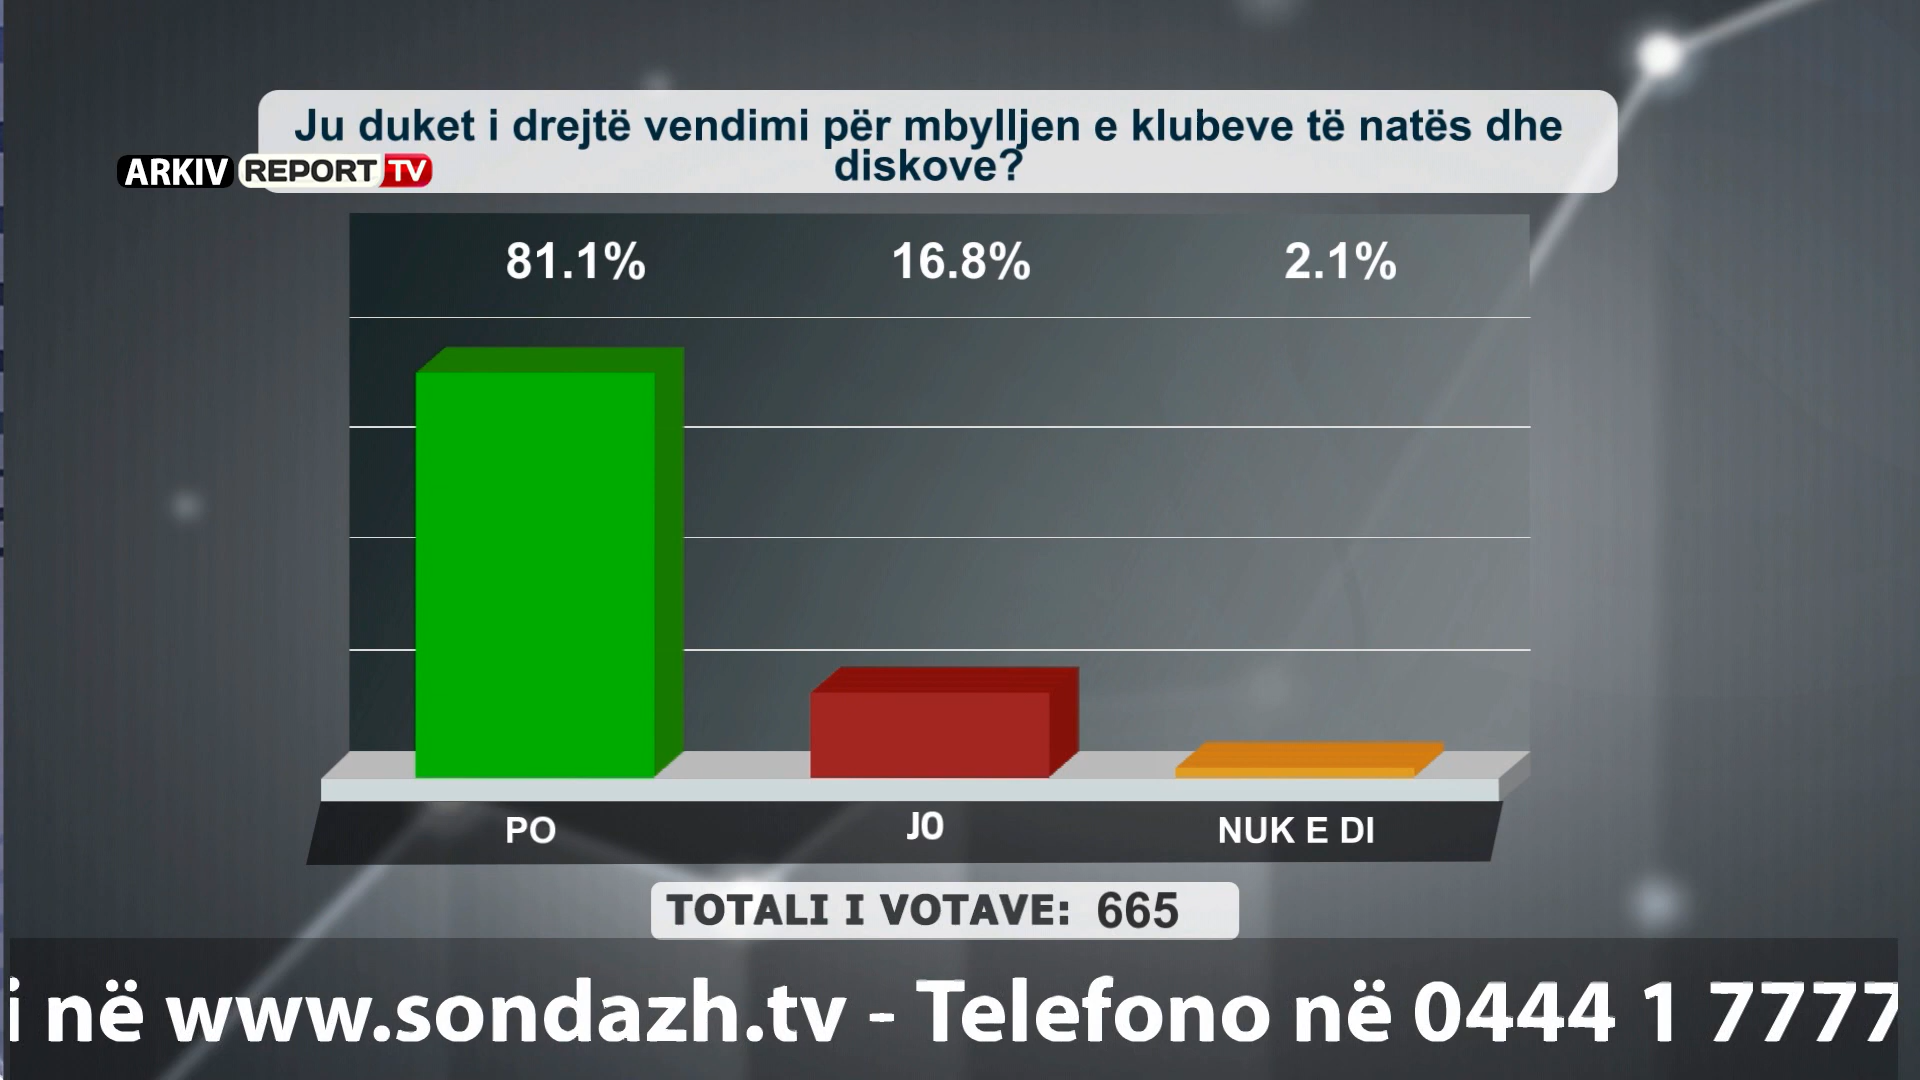 Ju duket i drejtë vendimi për mbylljen e klubeve të natës dhe
diskove?
ARKIV REPORT TV
81.1% 16.8% 2.1%
PO JO NUK E DI
TOTALI I VOTAVE: 665
i në www.sondazh.tv - Telefono në 0444 1 7777